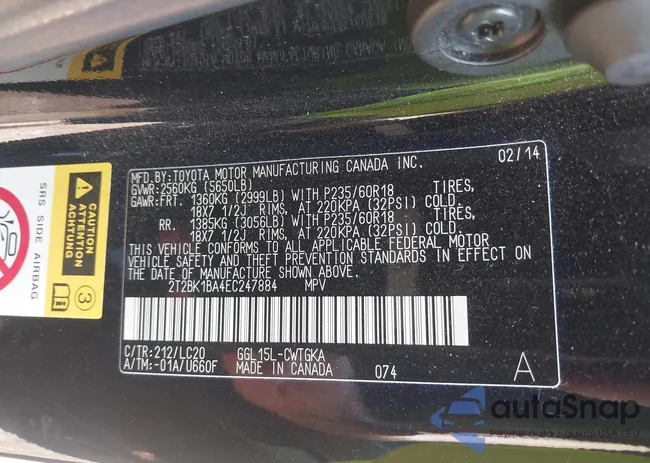 MFD.BY:TOYOTA MOTOR MANUFACTURING CANADA INC. 02/14
GVWR:2560KG (5650LB)
GAWR:FRT. 1360KG (2999LB) WITH P235/60R18 TIRES,
18X7 1/2J RIMS, AT 220KPA (32PSI) COLD.
RR 1385KG (3056LB) WITH P235/60R18 TIRES,
18X7 1/2J RIMS, AT 220KPA (32PSI) COLD.
THIS VEHICLE CONFORMS TO ALL APPLICABLE FEDERAL MOTOR
VEHICLE SAFETY AND THEFT PREVENTION STANDARDS IN EFFECT ON
THE DATE OF MANUFACTURE SHOWN ABOVE.
2T2BK1BA4EC247884 MPV
C/TR:212/LC20 GGL15L-CWTGKA
A/TM:-01A/U660F MADE IN CANADA 074 A
SRS SIDE AIRBAG
CAUTION
ATTENTION
3
autoSnap